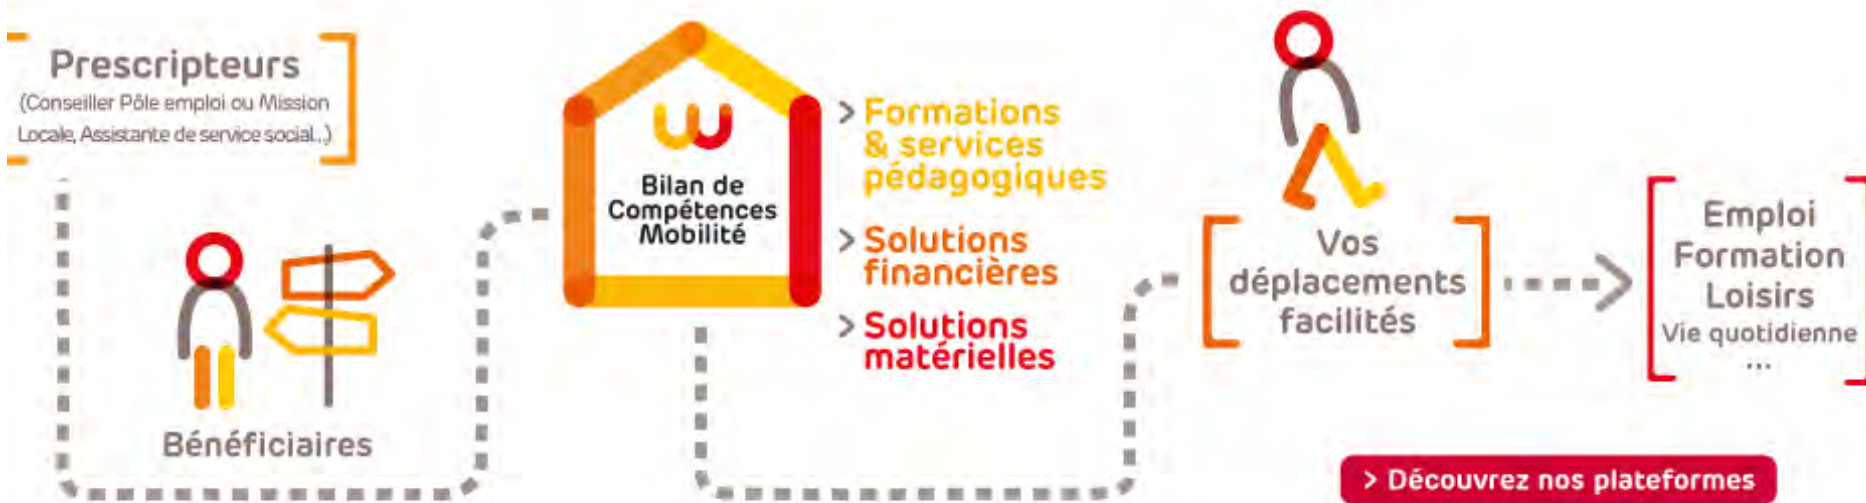 Prescripteurs
(Conseiller Pôle emploi ou Mission
Locale, Assistante de service social..)
Bénéficiaires
Bilan de
Compétences
Mobilité
> Formations
& services
pédagogiques
> Solutions
financières
> Solutions
matérielles
Vos
déplacements
facilités
Emploi
Formation
Loisirs
Vie quotidienne
...
> Découvrez nos plateformes